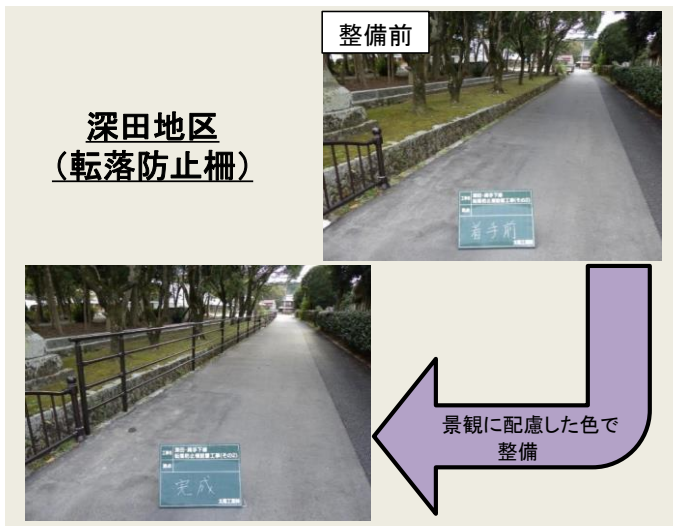 整備前
深田地区
（転落防止柵）
着手前
景観に配慮した色で
整備
完成